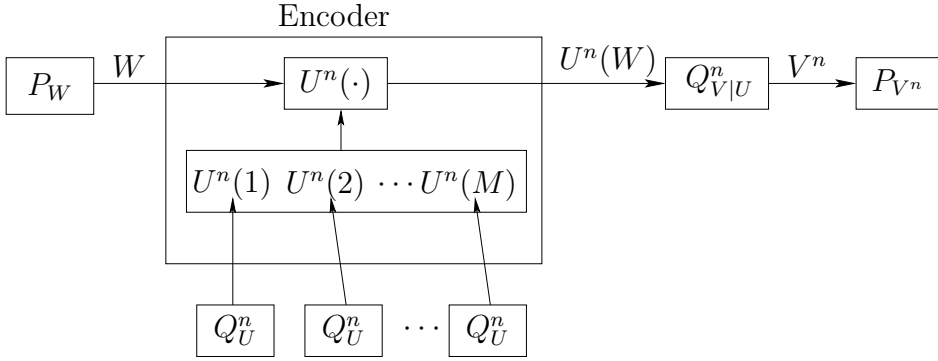 Encoder
P_W W U^n(·) U^n(W) Q^n_{V|U} V^n P_{V^n}
U^n(1) U^n(2) ··· U^n(M)
Q^n_U Q^n_U ··· Q^n_U